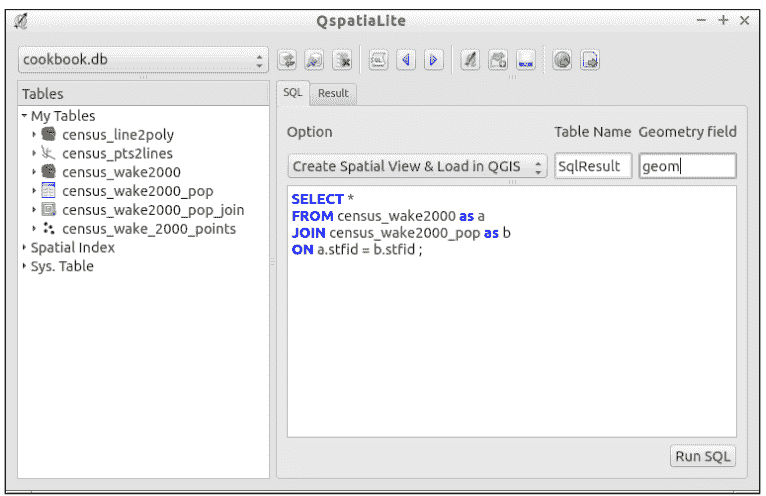 QspatiaLite
cookbook.db
Tables
My Tables
census_line2poly
census_pts2lines
census_wake2000
census_wake2000_pop
census_wake2000_pop_join
census_wake_2000_points
Spatial Index
Sys. Table
SQL Result
Option Table Name Geometry field
Create Spatial View & Load in QGIS SqlResult geom
SELECT *
FROM census_wake2000 as a
JOIN census_wake2000_pop as b
ON a.stfid = b.stfid ;
Run SQL